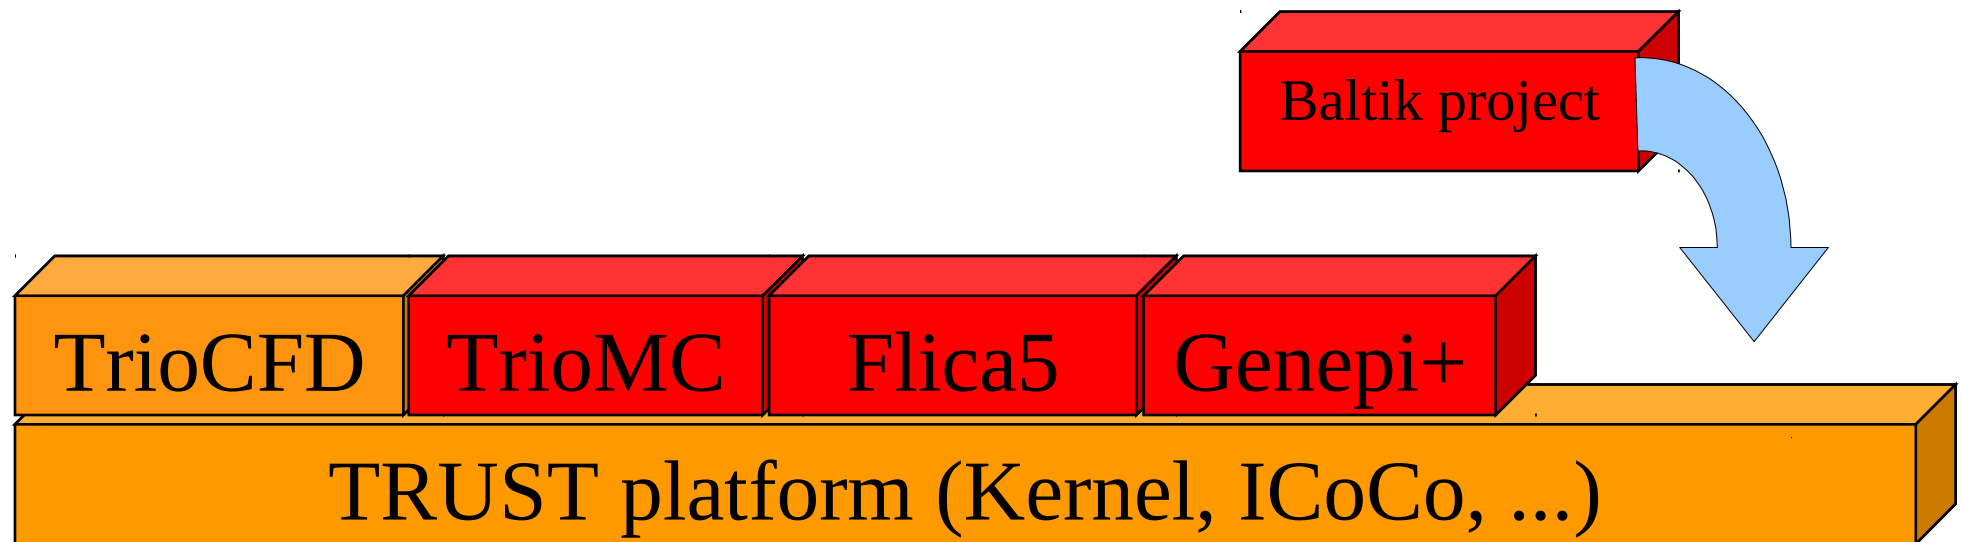 Baltik project
TrioCFD
TrioMC
Flica5
Genepi+
TRUST platform (Kernel, ICoCo, ...)